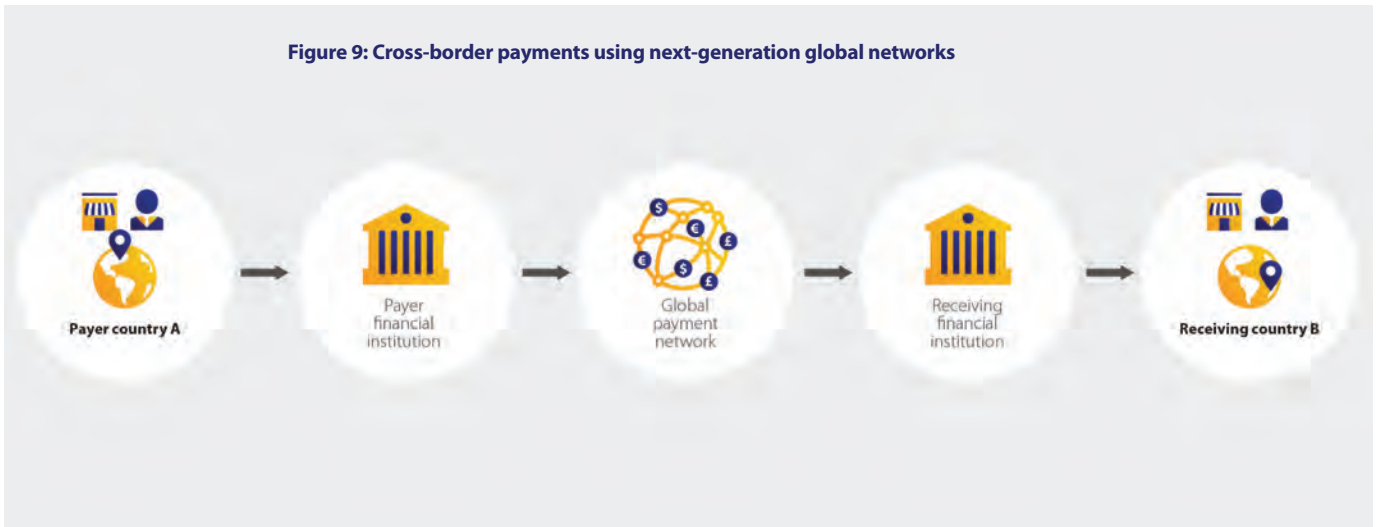 Figure 9: Cross-border payments using next-generation global networks
$
€
£
€
$
£
Payer country A
Payer
financial
institution
Global
payment
network
Receiving
financial
institution
Receiving country B